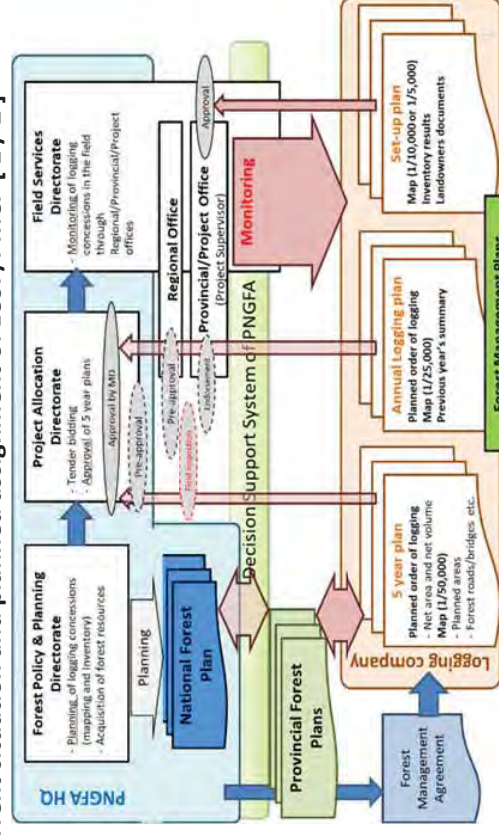 PNGFA HQ
Forest Policy & Planning
Directorate
- Planning of logging concessions
(mapping and Inventory)
- Acquisition of forest resources
Project Allocation
Directorate
- Tender bidding
- Approval of 5 year plans
Field Services
Directorate
- Monitoring of logging
concessions in the field
through
Regional/Provincial/Project
offices
Approval by MD
Pre-approval
Planning
National Forest
Plan
Pre-approval
Regional Office
Field Inspection
Endorsement
Provincial/Project Office
(Project Supervisor)
Approval
Decision Support System of PNGFA
Monitoring
Provincial Forest
Plans
Forest
Management
Agreement
Logging company
5 year plan
Planned order of logging
- Net area and net volume
Map (1/50,000)
- Planned areas
- Forest roads/bridges etc.
Annual Logging plan
Planned order of logging
Map (1/25,000)
Previous year's summary
Set-up plan
Map (1/10,000 or 1/5,000)
Inventory results
Landowners documents